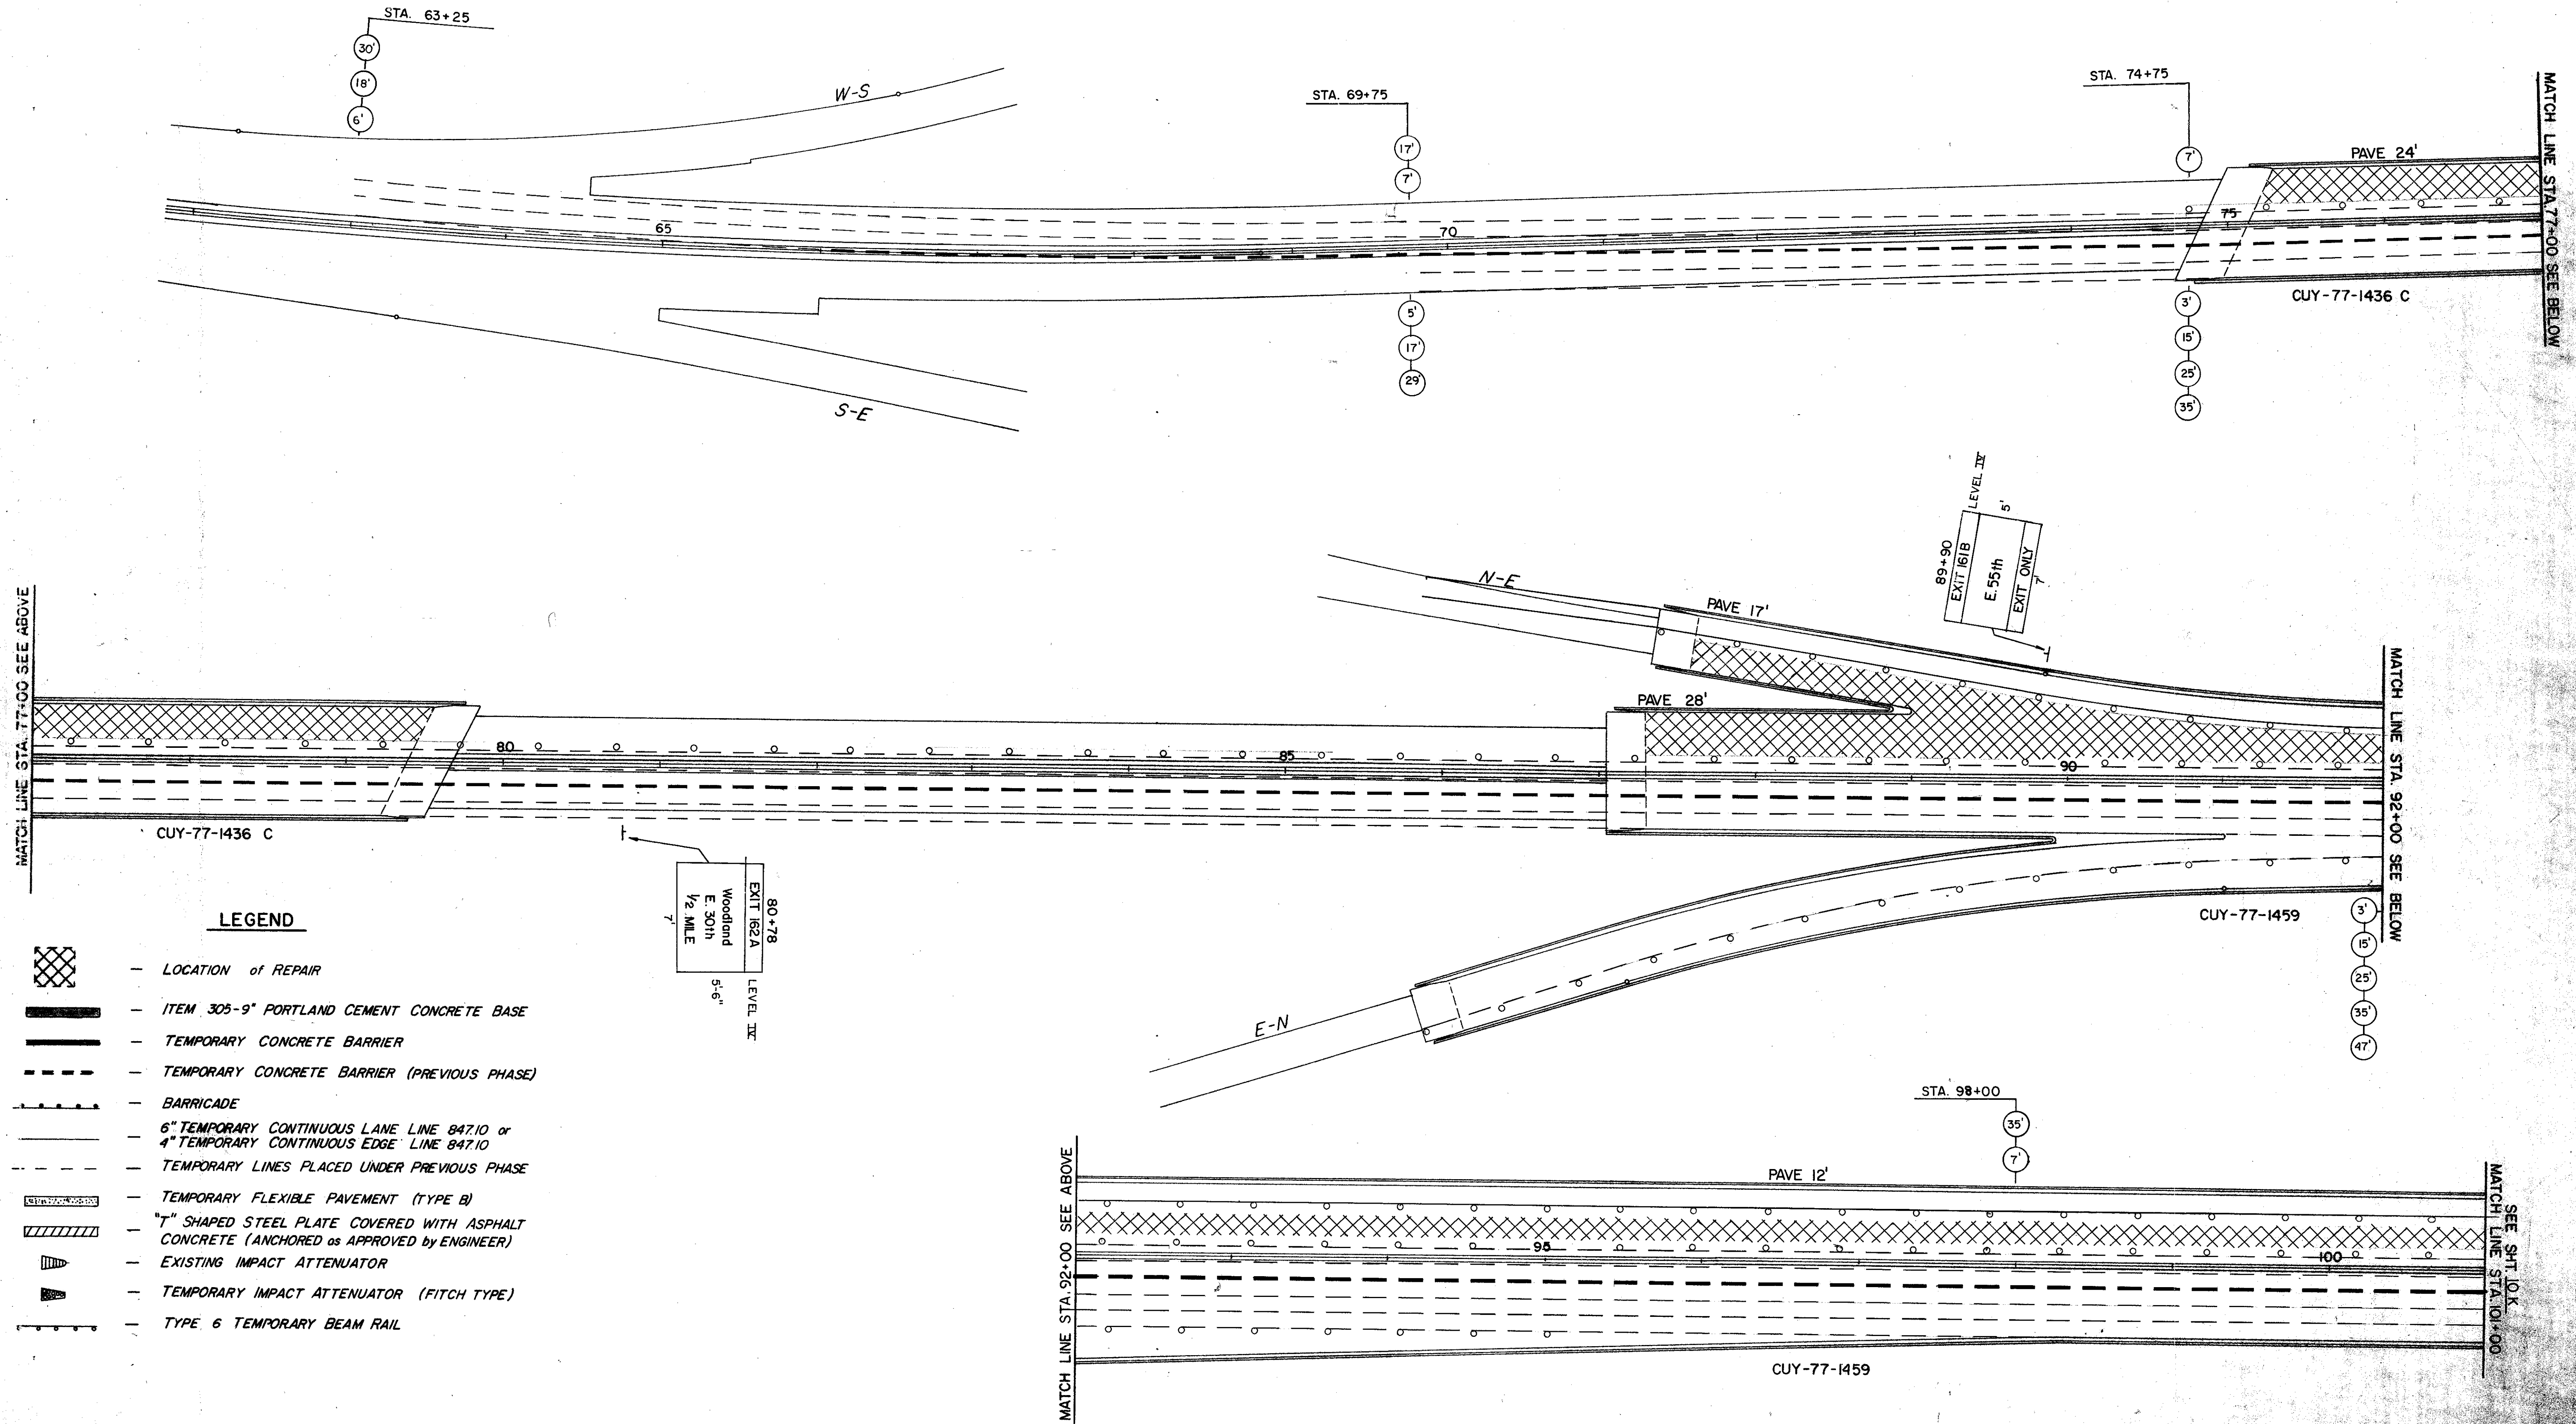 STA. 63+25
30'
18'
6'
W-S
STA. 69+75
17'
7'
STA. 74+75
7'
PAVE 24'
MATCH LINE STA. 77+00 SEE BELOW
65
70
75
5'
17'
29'
3'
15'
25'
35'
CUY-77-1436 C
S-E
LEVEL IV
89+90
EXIT 161B
E. 55th
EXIT ONLY
5'
7'
N-E
PAVE 17'
MATCH LINE STA. 77+00 SEE ABOVE
PAVE 28'
MATCH LINE STA. 92+00 SEE BELOW
80
85
90
CUY-77-1436 C
80+78
EXIT 162A
Woodland
E. 30th
1/2 MILE
7'
LEVEL IV
5'-6"
CUY-77-1459
3'
15'
25'
35'
47'
E-N
LEGEND
— LOCATION of REPAIR
— ITEM 305-9" PORTLAND CEMENT CONCRETE BASE
— TEMPORARY CONCRETE BARRIER
— TEMPORARY CONCRETE BARRIER (PREVIOUS PHASE)
— BARRICADE
— 6" TEMPORARY CONTINUOUS LANE LINE 847.10 or
4" TEMPORARY CONTINUOUS EDGE LINE 847.10
— TEMPORARY LINES PLACED UNDER PREVIOUS PHASE
— TEMPORARY FLEXIBLE PAVEMENT (TYPE B)
— "T" SHAPED STEEL PLATE COVERED WITH ASPHALT
CONCRETE (ANCHORED as APPROVED by ENGINEER)
— EXISTING IMPACT ATTENUATOR
— TEMPORARY IMPACT ATTENUATOR (FITCH TYPE)
— TYPE 6 TEMPORARY BEAM RAIL
STA. 98+00
35'
7'
MATCH LINE STA. 92+00 SEE ABOVE
PAVE 12'
95
100
CUY-77-1459
SEE SHT. 10K
MATCH LINE STA. 101+00